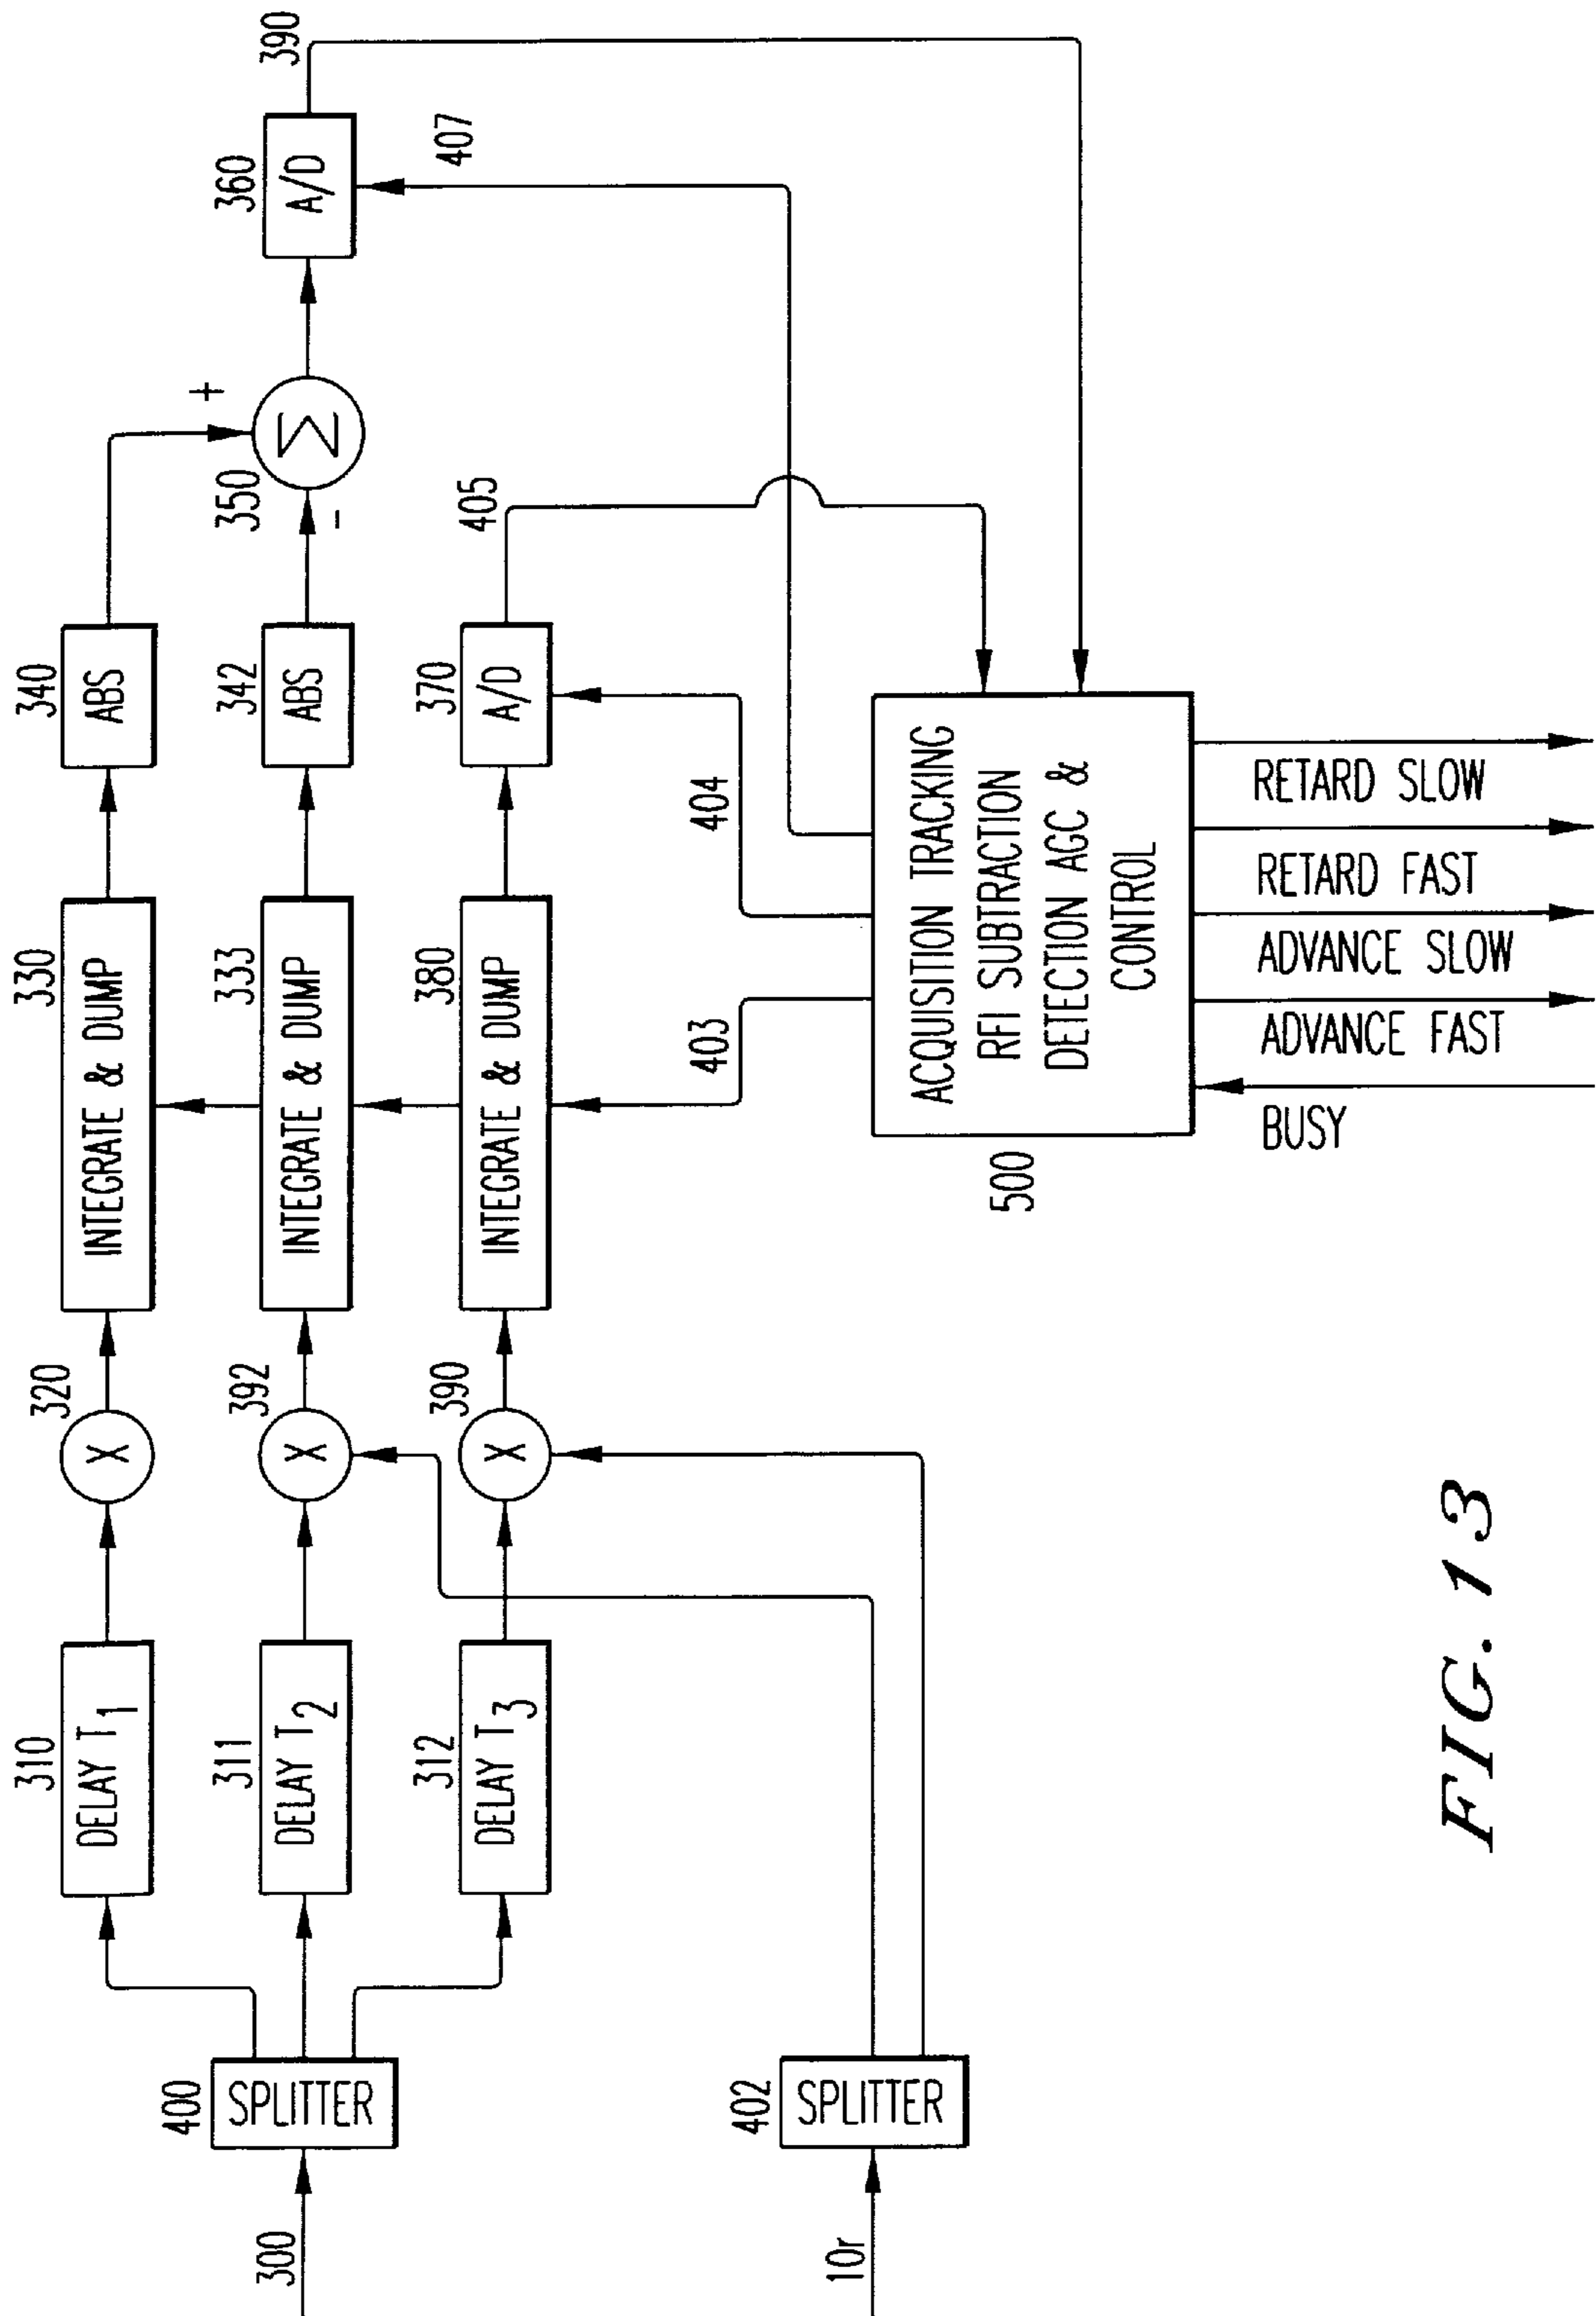 300
400
SPLITTER
310
DELAY T1
311
DELAY T2
312
DELAY T3
320
X
392
X
390
X
330
INTEGRATE & DUMP
333
INTEGRATE & DUMP
380
INTEGRATE & DUMP
340
ABS
342
ABS
370
A/D
350
Σ
+
-
360
A/D
390
407
405
404
403
10r
402
SPLITTER
500
ACQUISITION TRACKING
RFI SUBTRACTION
DETECTION AGC &
CONTROL
RETARD SLOW
RETARD FAST
ADVANCE SLOW
ADVANCE FAST
BUSY
FIG. 13